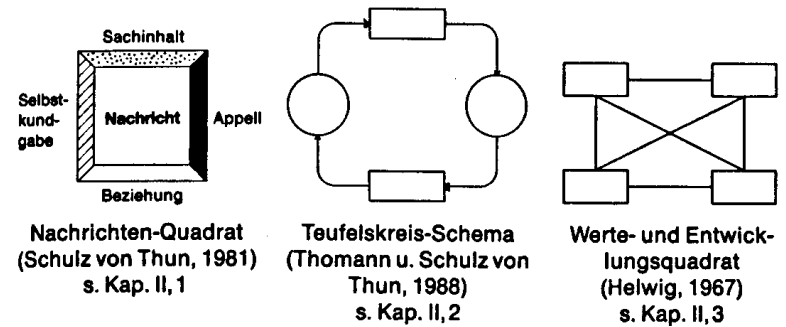 Sachinhalt
Selbst-
kund-
gabe
Nachricht
Appell
Beziehung
Nachrichten-Quadrat
(Schulz von Thun, 1981)
s. Kap. II,1
Teufelskreis-Schema
(Thomann u. Schulz von
Thun, 1988)
s. Kap. II,2
Werte- und Entwick-
lungsquadrat
(Helwig, 1967)
s. Kap. II,3